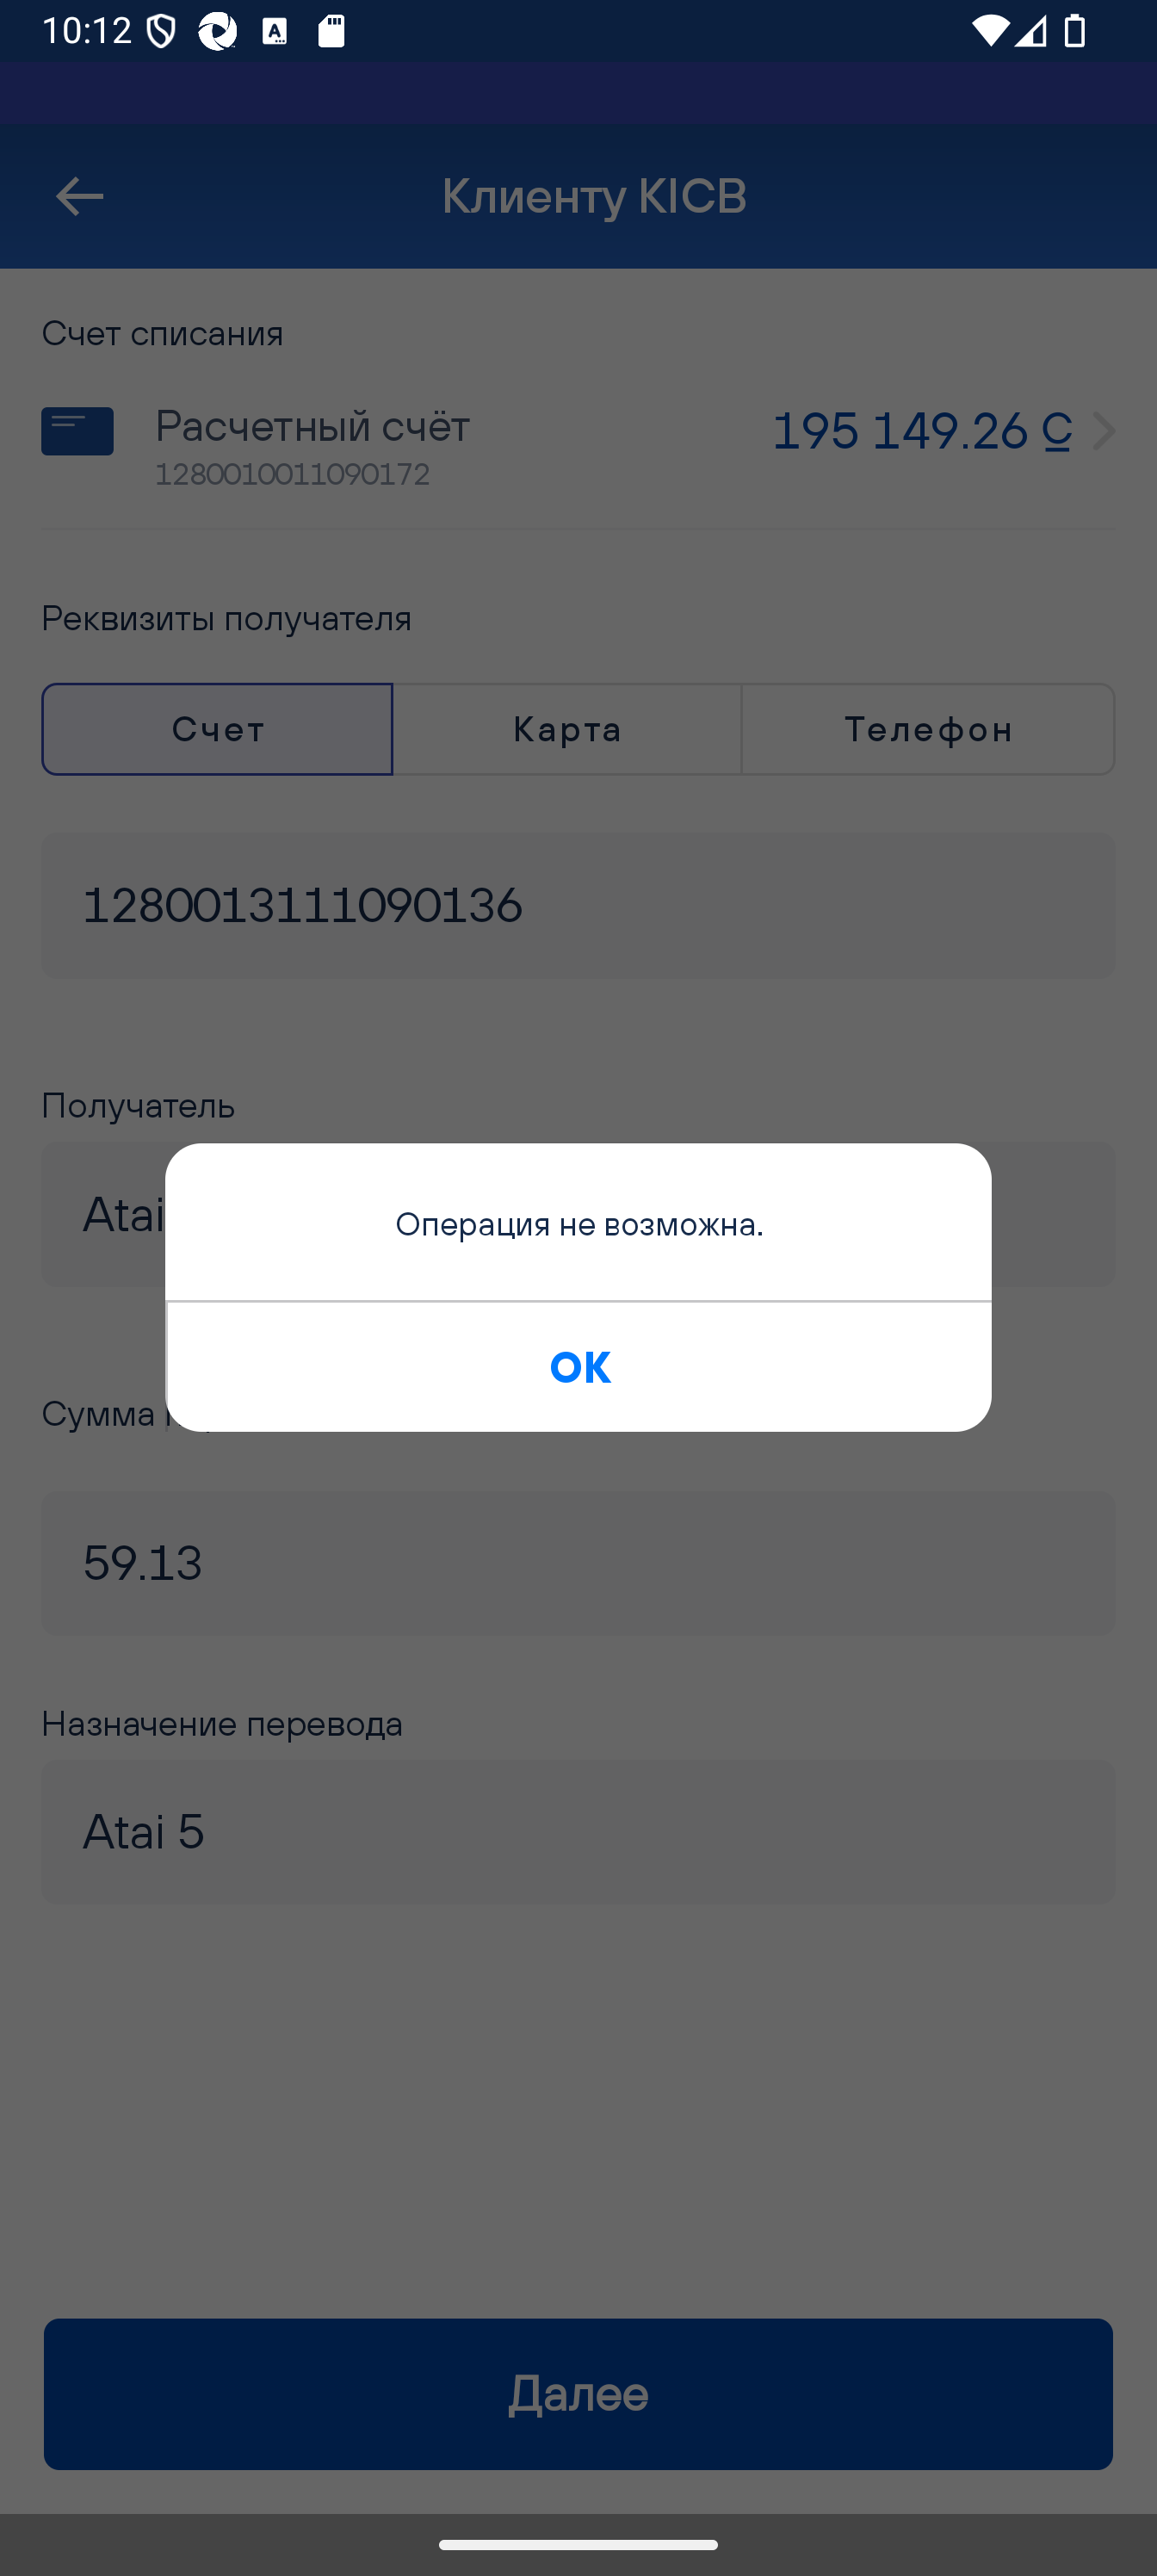 10:12
Клиенту KICB
Счет списания
Расчетный счёт
195 149.26 С
1280010011090172
Реквизиты получателя
Счет Карта Телефон
1280013111090136
Получатель
Atai
Операция не возможна.
OK
Сумма
59.13
Назначение перевода
Atai 5
Далее